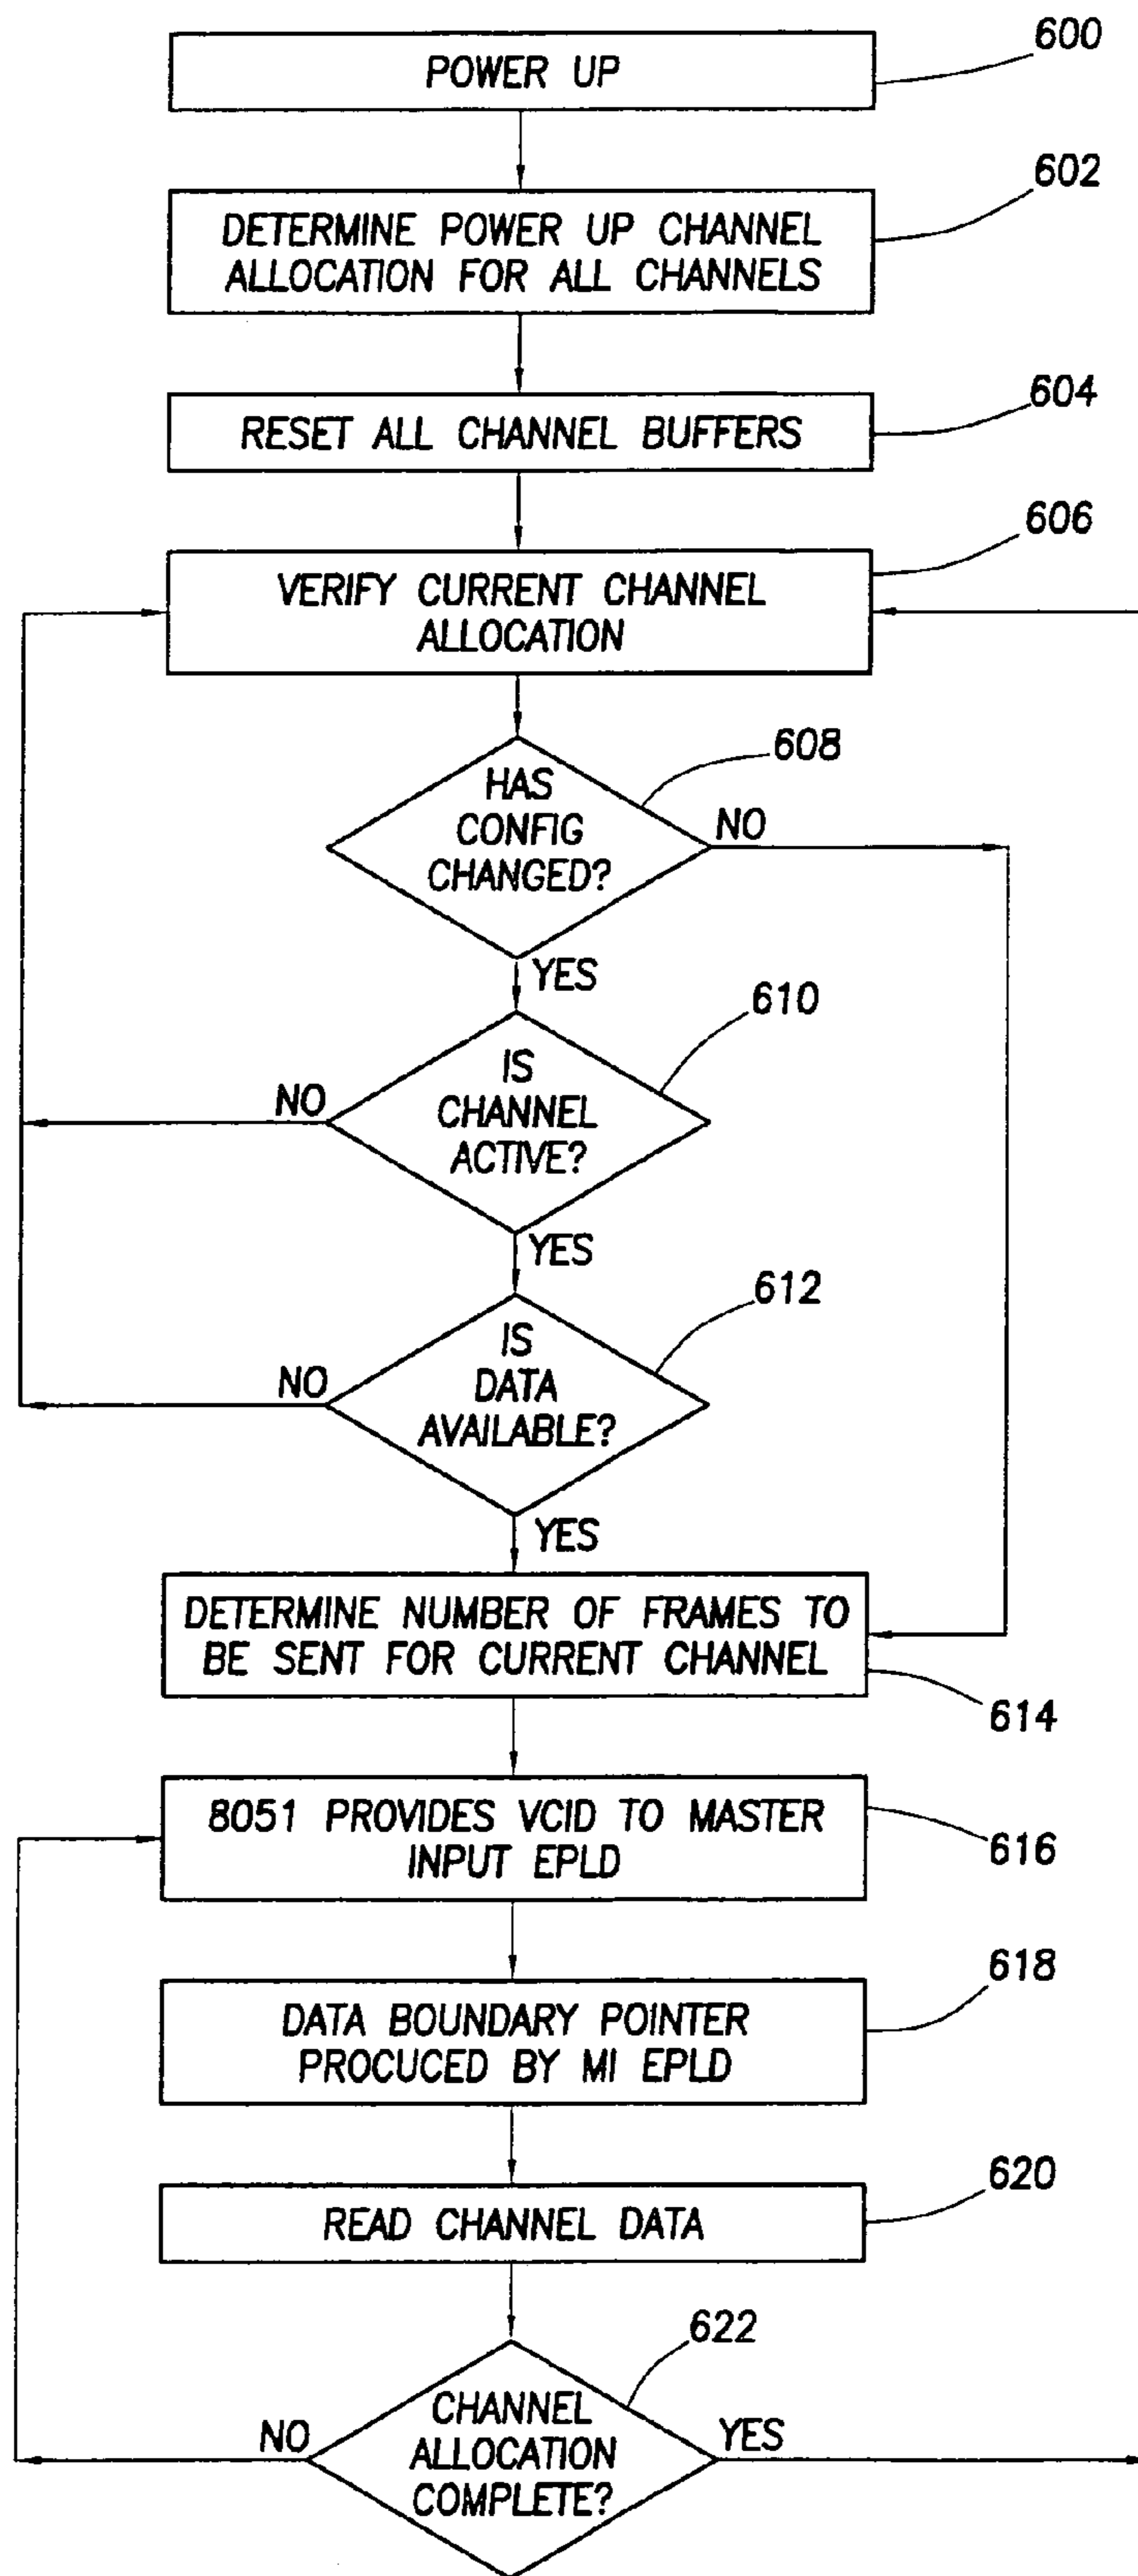 POWER UP
600
602
DETERMINE POWER UP CHANNEL
ALLOCATION FOR ALL CHANNELS
604
RESET ALL CHANNEL BUFFERS
606
VERIFY CURRENT CHANNEL
ALLOCATION
608
HAS
CONFIG
CHANGED?
NO
YES
610
IS
CHANNEL
ACTIVE?
NO
YES
612
IS
DATA
AVAILABLE?
NO
YES
DETERMINE NUMBER OF FRAMES TO
BE SENT FOR CURRENT CHANNEL
614
8051 PROVIDES VCID TO MASTER
INPUT EPLD
616
618
DATA BOUNDARY POINTER
PROCUCED BY MI EPLD
620
READ CHANNEL DATA
622
CHANNEL
ALLOCATION
COMPLETE?
NO
YES